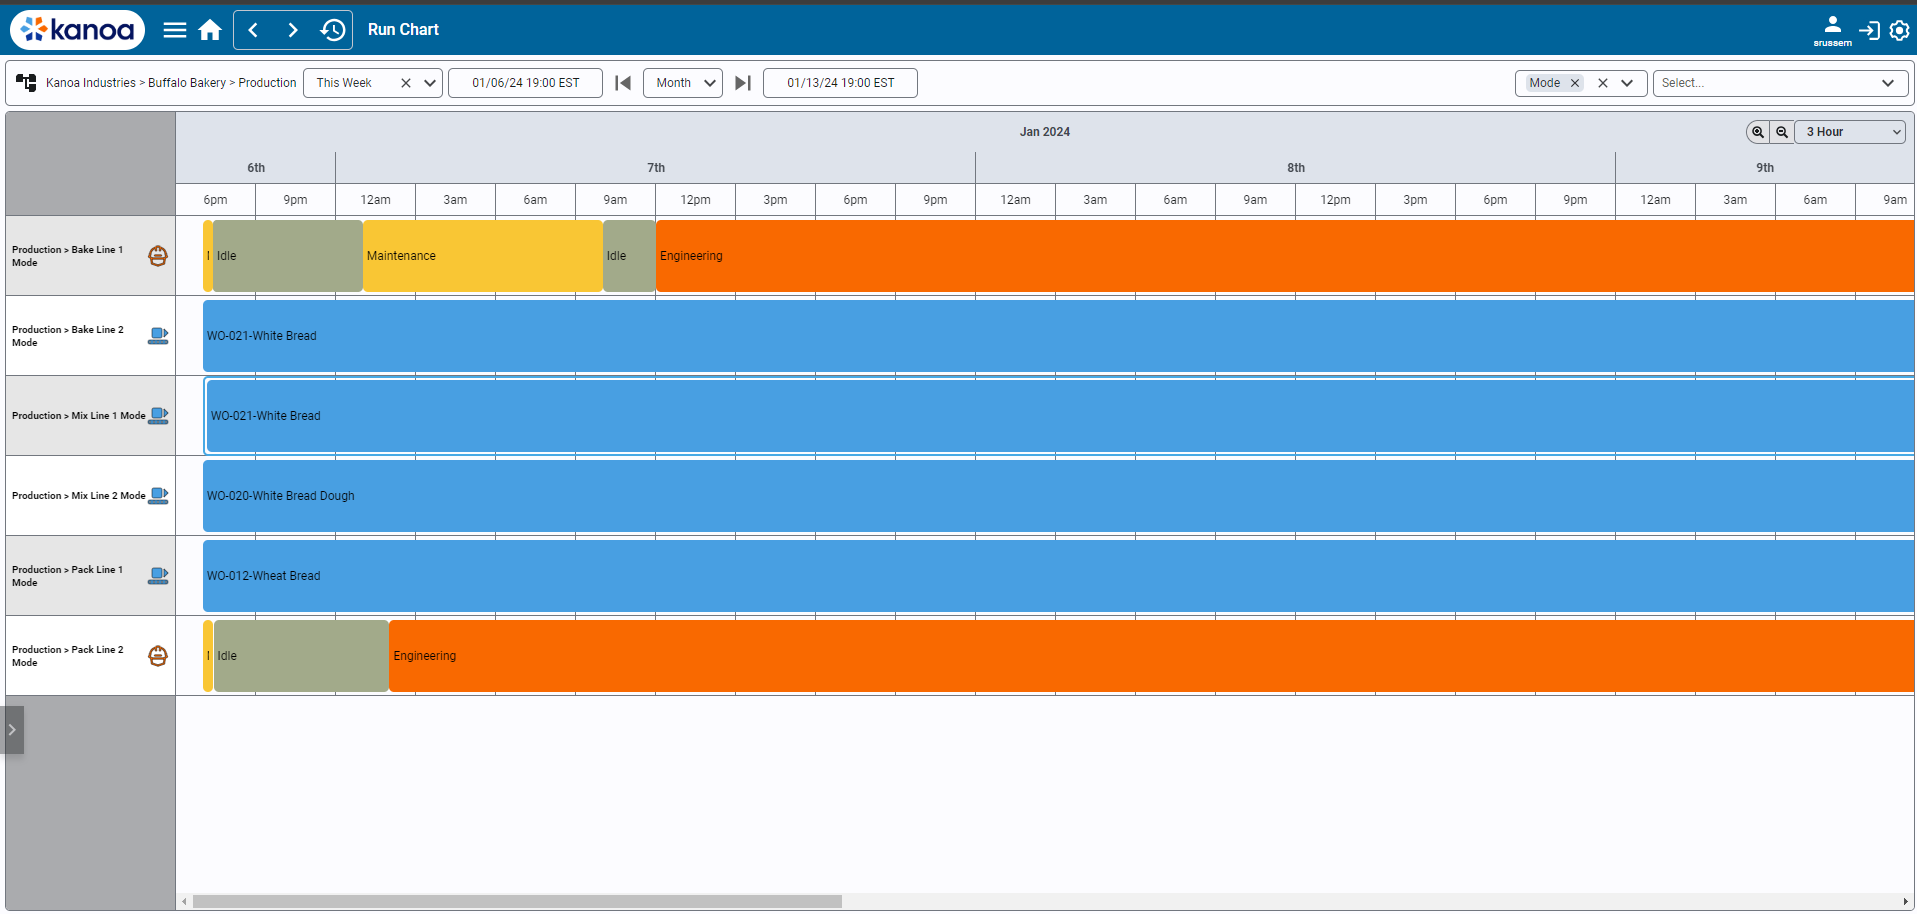 kanoa
Run Chart
srussem
Kanoa Industries > Buffalo Bakery > Production
This Week
01/06/24 19:00 EST
Month
01/13/24 19:00 EST
Mode
Select...
Jan 2024
3 Hour
6th 7th 8th 9th
6pm 9pm 12am 3am 6am 9am 12pm 3pm 6pm 9pm 12am 3am 6am 9am 12pm 3pm 6pm 9pm 12am 3am 6am 9am
Production > Bake Line 1
Mode
Idle Maintenance Idle Engineering
Production > Bake Line 2
Mode
WO-021-White Bread
Production > Mix Line 1 Mode
WO-021-White Bread
Production > Mix Line 2 Mode
WO-020-White Bread Dough
Production > Pack Line 1
Mode
WO-012-Wheat Bread
Production > Pack Line 2
Mode
Idle Engineering